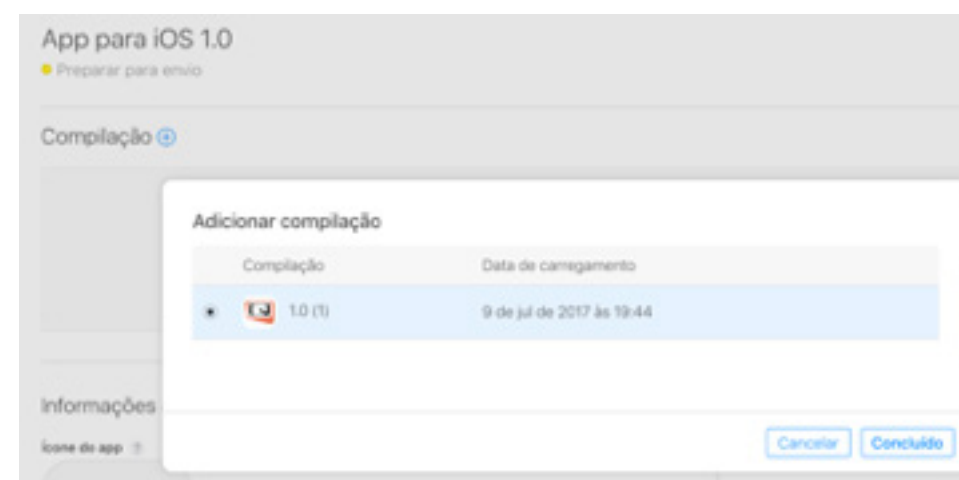 App para iOS 1.0
Preparar para envio
Compilação
Adicionar compilação
Compilação Data de carregamento
1.0 (1) 9 de jul de 2017 às 19:44
Informações
Ícone do app ?
Cancelar Concluído